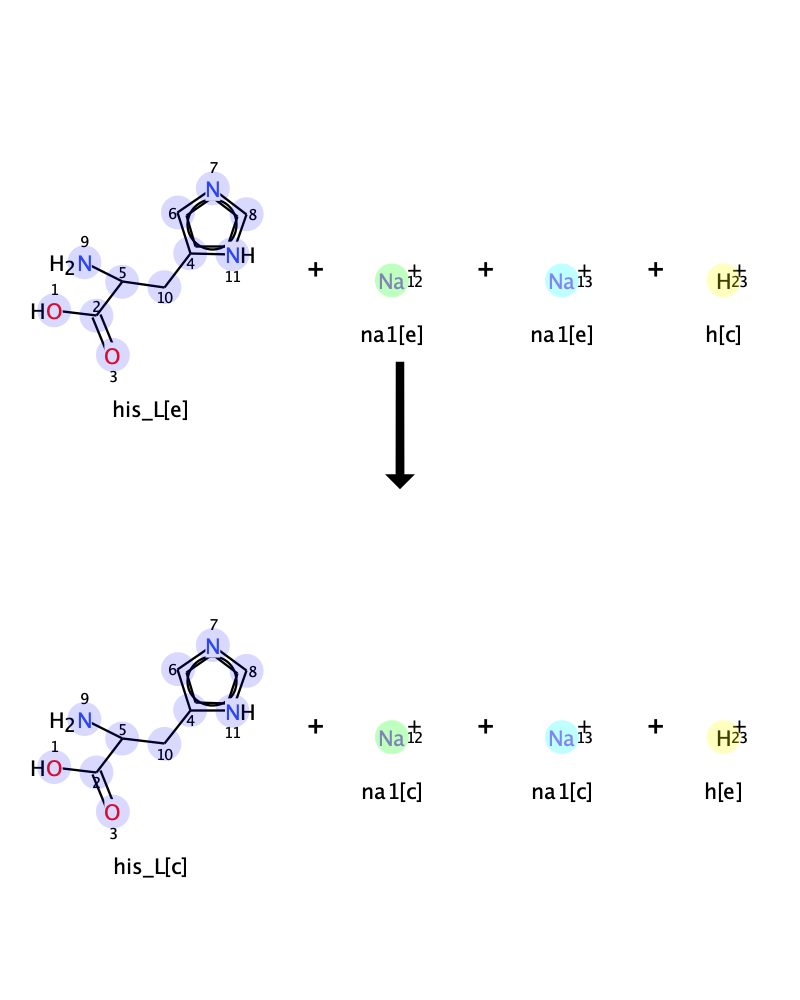 7
N
6
8
9
H2N
5
4
NH
11
1
HO
2
10
O
3
+
Na+
12
+
Na+
13
+
H+
23
na1[e]
na1[e]
h[c]
his_L[e]
7
N
6
8
9
H2N
5
4
NH
11
1
HO
2
10
O
3
+
Na+
12
+
Na+
13
+
H+
23
na1[c]
na1[c]
h[e]
his_L[c]